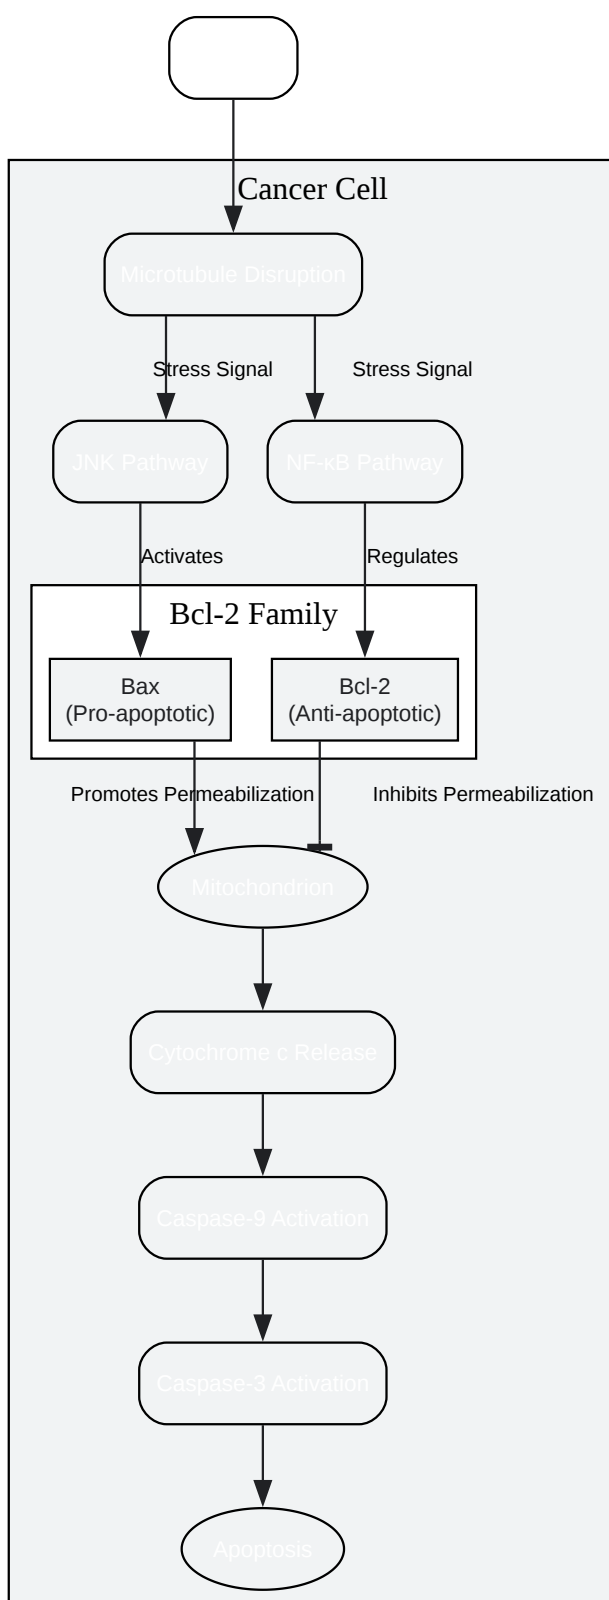 Cancer Cell
Microtubule Disruption
Stress Signal
Stress Signal
JNK Pathway
NF-κB Pathway
Activates
Regulates
Bcl-2 Family
Bax
(Pro-apoptotic)
Bcl-2
(Anti-apoptotic)
Promotes Permeabilization
Inhibits Permeabilization
Mitochondrion
Cytochrome c Release
Caspase-9 Activation
Caspase-3 Activation
Apoptosis